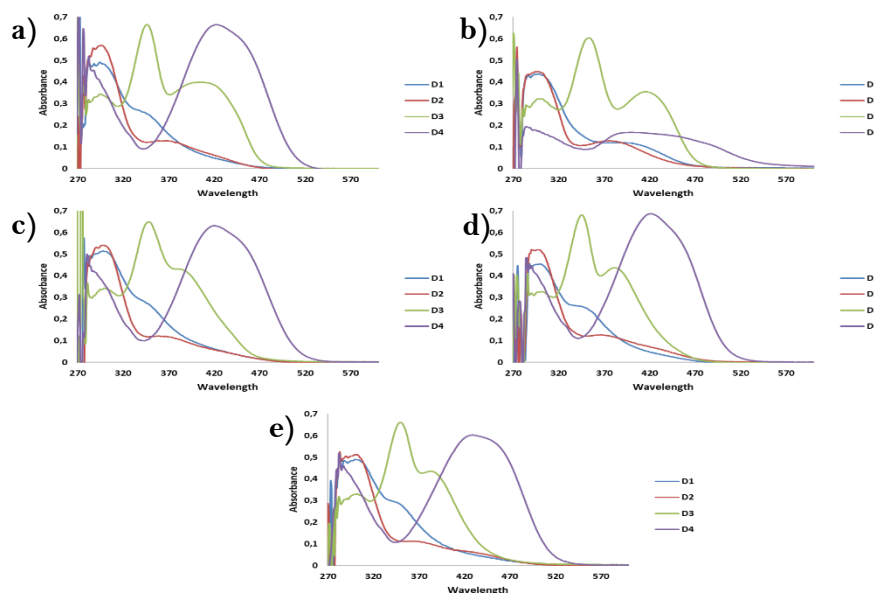 a)
0,7
0,6
0,5
0,4
0,3
0,2
0,1
0
Absorbance
270 320 370 420 470 520 570
Wavelength
D1
D2
D3
D4
b)
0,7
0,6
0,5
0,4
0,3
0,2
0,1
0
Absorbance
270 320 370 420 470 520 570
Wavelength
D
D
D
D
c)
0,7
0,6
0,5
0,4
0,3
0,2
0,1
0
Absorbance
270 320 370 420 470 520 570
Wavelength
D1
D2
D3
D4
d)
0,7
0,6
0,5
0,4
0,3
0,2
0,1
0
Absorbance
270 320 370 420 470 520 570
Wavelength
D
D
D
D
e)
0,8
0,7
0,6
0,5
0,4
0,3
0,2
0,1
0
Absorbance
270 320 370 420 470 520 570
Wavelength
D1
D2
D3
D4